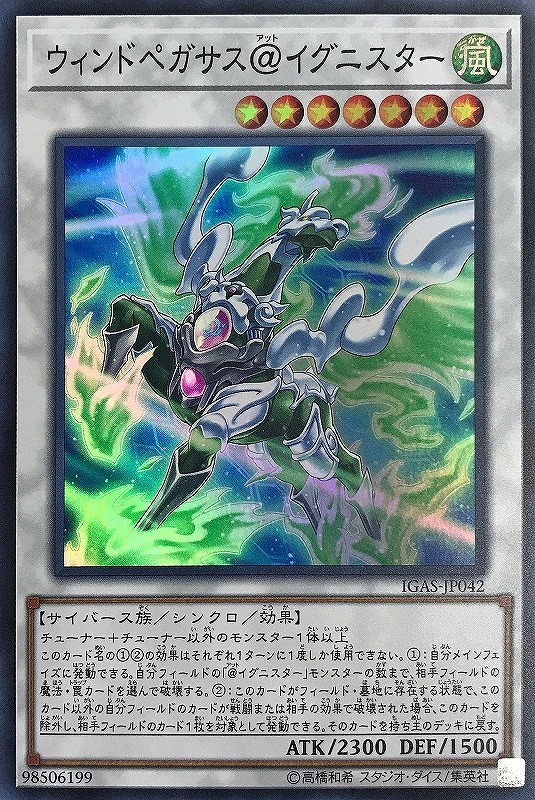 ウィンドペガサス@イグニスター
アット
風
かぜ
IGAS-JP042
【サイバース族/シンクロ/効果】
チューナー+チューナー以外のモンスター1体以上
このカード名の①②の効果はそれぞれ1ターンに1度しか使用できない。①:自分メインフェ
イズに発動できる。自分フィールドの「@イグニスター」モンスターの数まで、相手フィールドの
魔法・罠カードを選んで破壊する。②:このカードがフィールド・墓地に存在する状態で、この
カード以外の自分フィールドのカードが戦闘または相手の効果で破壊された場合、このカードを
除外し、相手フィールドのカード1枚を対象として発動できる。そのカードを持ち主のデッキに戻す。
ATK/2300 DEF/1500
98506199
©高橋和希 スタジオ・ダイス/集英社